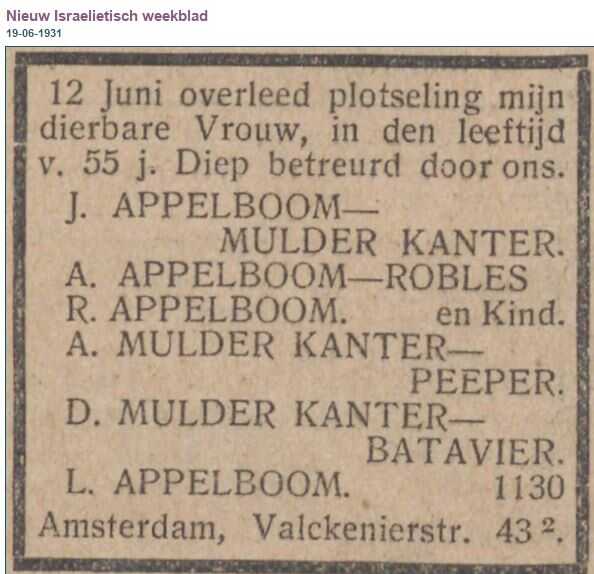 Nieuw Israelietisch weekblad
19-06-1931
12 Juni overleed plotseling mijn
dierbare Vrouw, in den leeftijd
v. 55 j. Diep betreurd door ons.
J. APPELBOOM—
MULDER KANTER.
A. APPELBOOM—ROBLES
R. APPELBOOM. en Kind.
A. MULDER KANTER—
PEEPER.
D. MULDER KANTER—
BATAVIER.
L. APPELBOOM. 1130
Amsterdam, Valckenierstr. 43 ².